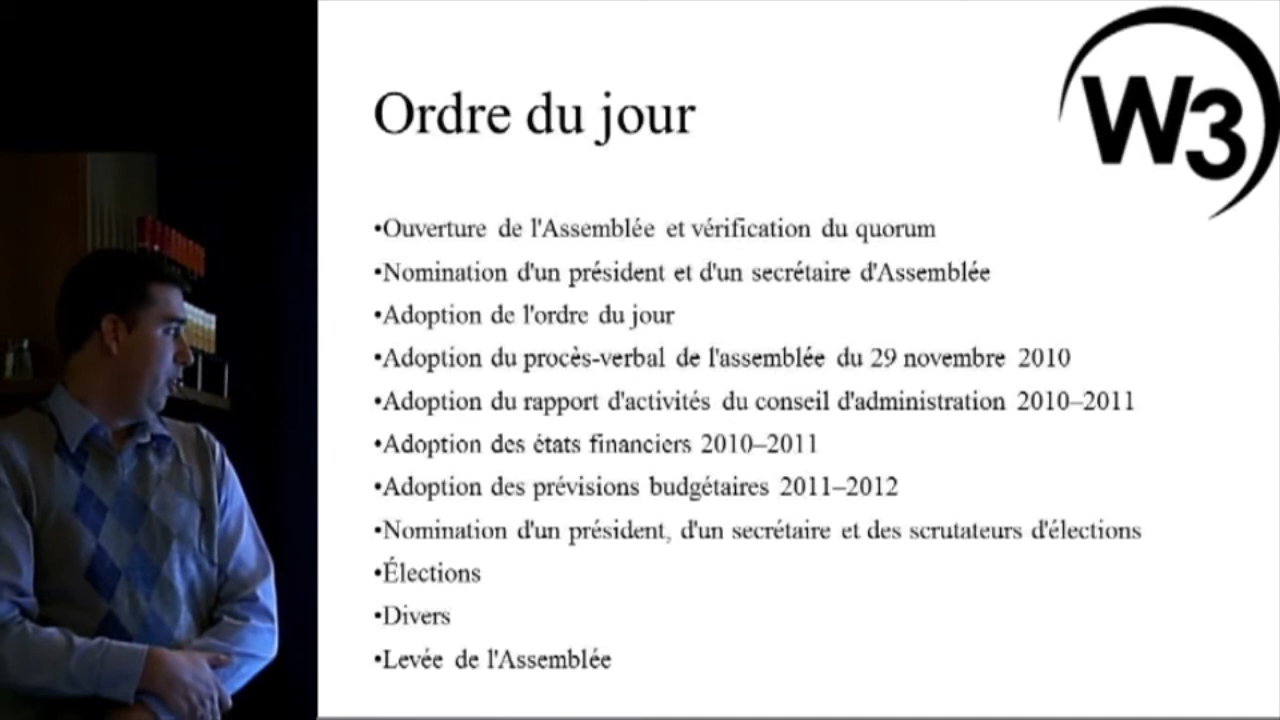 Ordre du jour
W3
•Ouverture de l'Assemblée et vérification du quorum
•Nomination d'un président et d'un secrétaire d'Assemblée
•Adoption de l'ordre du jour
•Adoption du procès-verbal de l'assemblée du 29 novembre 2010
•Adoption du rapport d'activités du conseil d'administration 2010–2011
•Adoption des états financiers 2010–2011
•Adoption des prévisions budgétaires 2011–2012
•Nomination d'un président, d'un secrétaire et des scrutateurs d'élections
•Élections
•Divers
•Levée de l'Assemblée